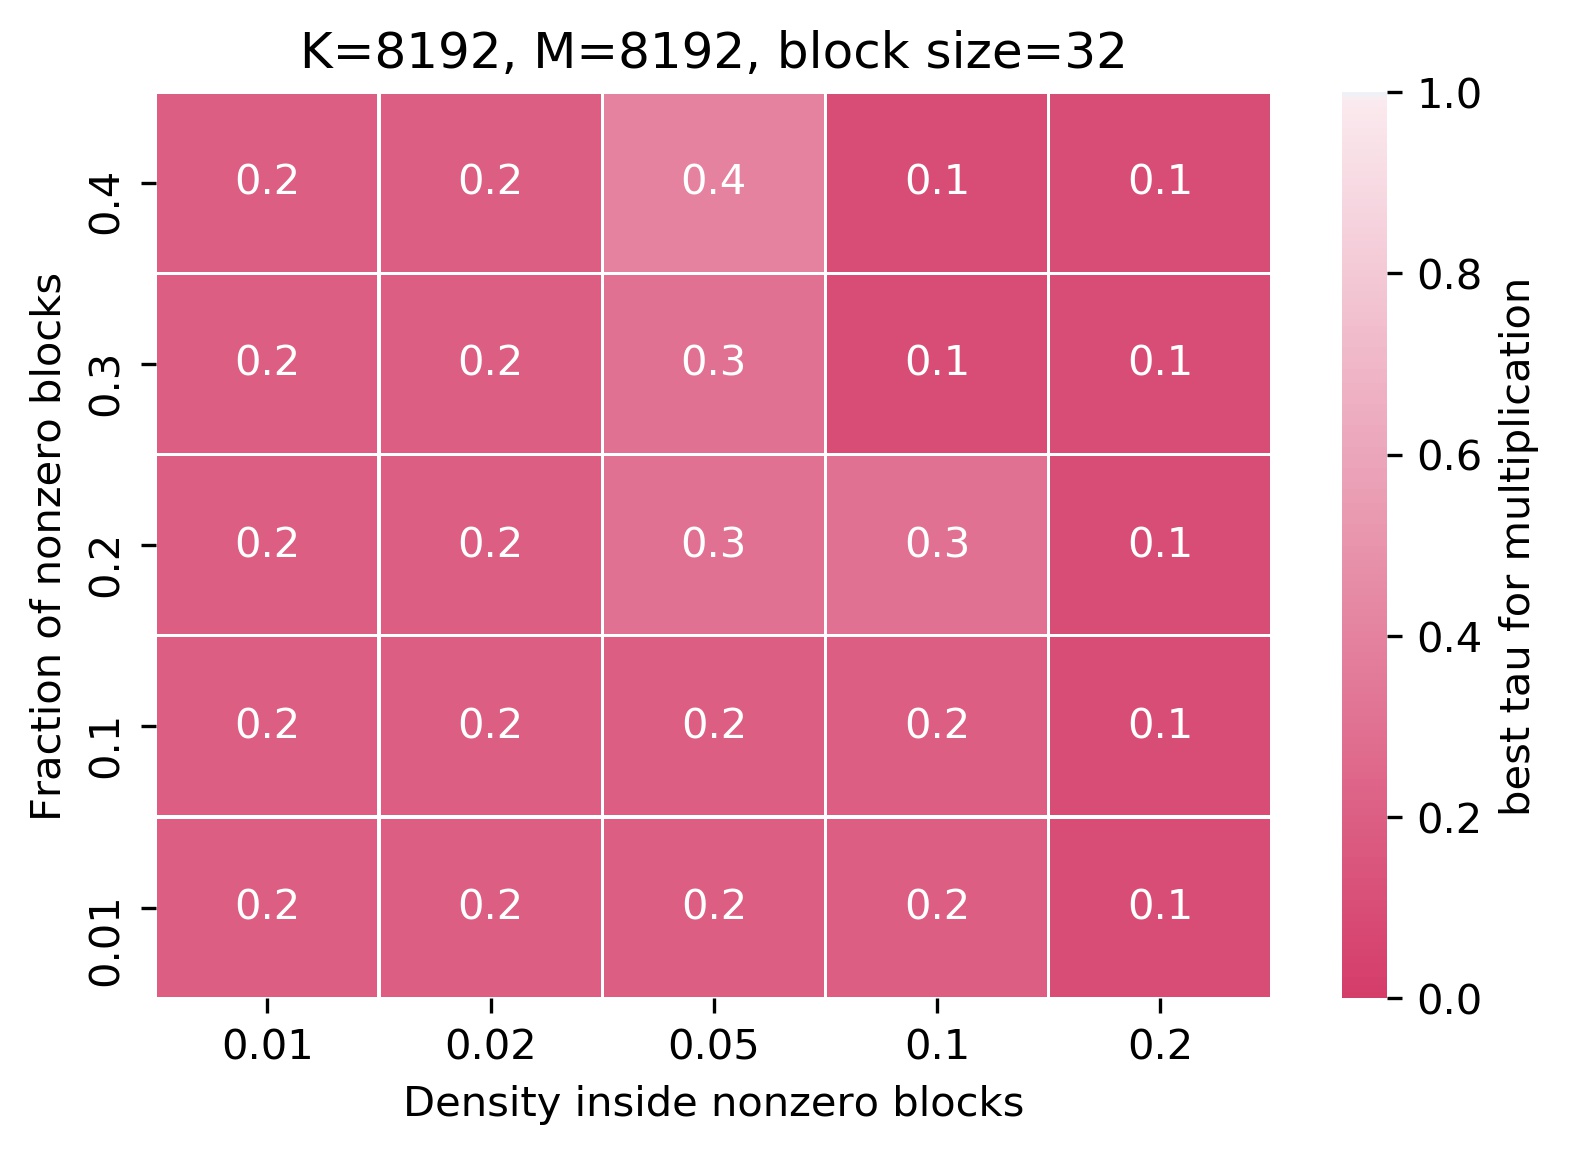 K=8192, M=8192, block size=32
Fraction of nonzero blocks
0.4
0.2 0.2 0.4 0.1 0.1
0.3
0.2 0.2 0.3 0.1 0.1
0.2
0.2 0.2 0.3 0.3 0.1
0.1
0.2 0.2 0.2 0.2 0.1
0.01
0.2 0.2 0.2 0.2 0.1
0.01 0.02 0.05 0.1 0.2
Density inside nonzero blocks
1.0
0.8
0.6
0.4
0.2
0.0
best tau for multiplication